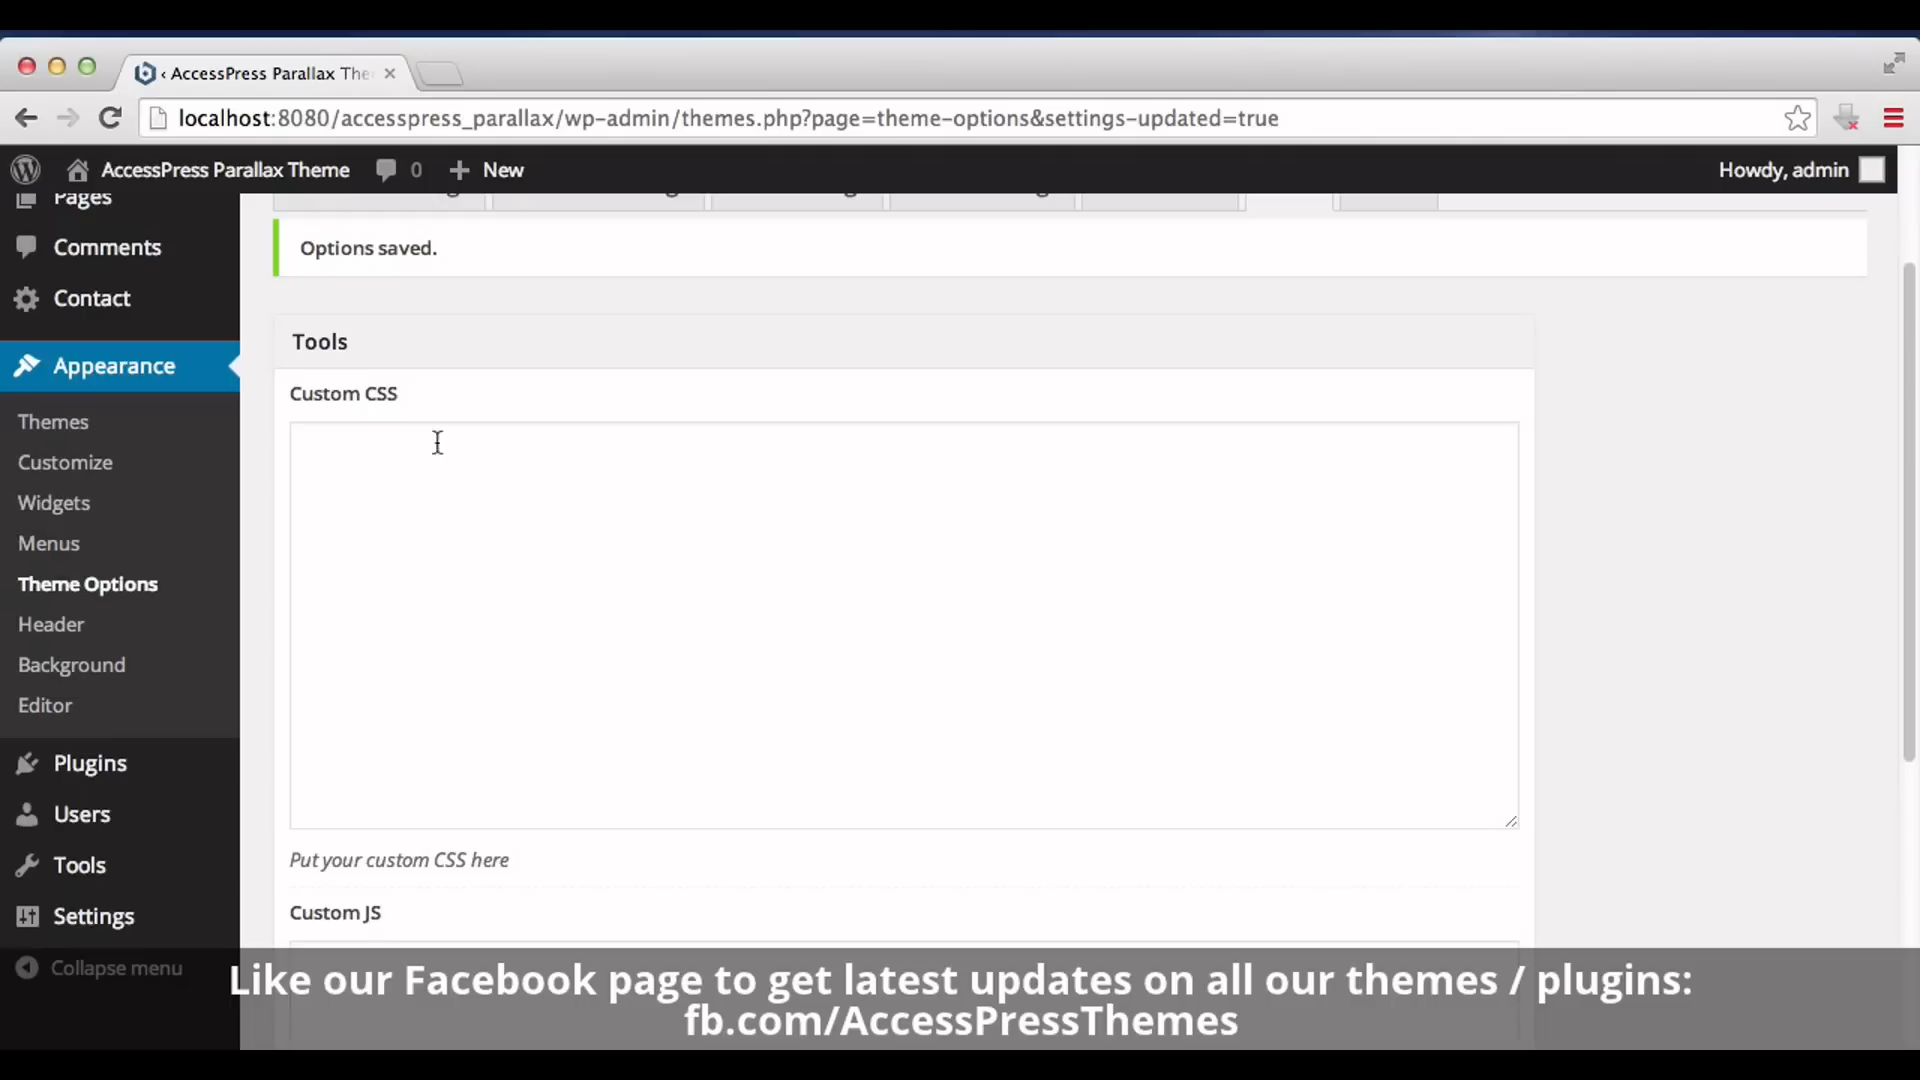 ‹ AccessPress Parallax The
localhost:8080/accesspress_parallax/wp-admin/themes.php?page=theme-options&settings-updated=true
AccessPress Parallax Theme 0 + New Howdy, admin
Pages
Comments
Contact
Appearance
Themes
Customize
Widgets
Menus
Theme Options
Header
Background
Editor
Plugins
Users
Tools
Settings
Collapse menu
Options saved.
Tools
Custom CSS
Put your custom CSS here
Custom JS
Like our Facebook page to get latest updates on all our themes / plugins:
fb.com/AccessPressThemes